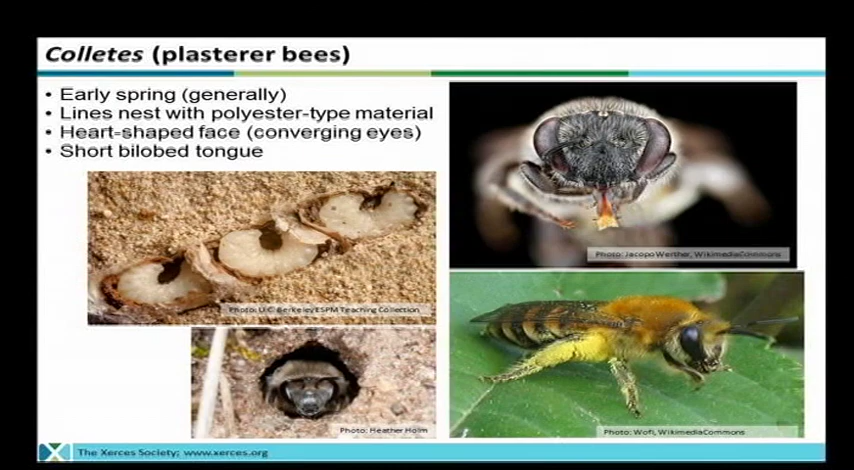 Colletes (plasterer bees)
• Early spring (generally)
• Lines nest with polyester-type material
• Heart-shaped face (converging eyes)
• Short bilobed tongue
Photo: Jacopo Werther, WikimediaCommons
Photo: U.C. Berkeley ESPM Teaching Collection
Photo: Heather Holm
Photo: Wofl, WikimediaCommons
The Xerces Society; www.xerces.org